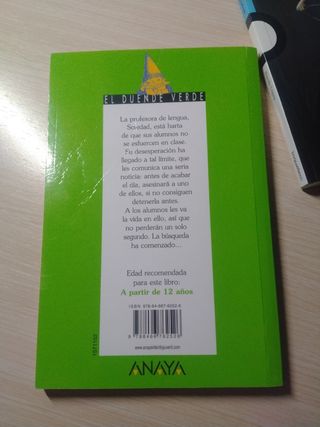 EL DUENDE VERDE
La profesora de lengua,
Soledad, está harta
de que sus alumnos no
se esfuercen en clase.
Su desesperación ha
llegado a tal límite, que
les comunica una seria
noticia: antes de acabar
el día, asesinará a uno
de ellos, si no consiguen
detenerla antes.
A los alumnos les va
la vida en ello, así que
no perderán un solo
segundo. La búsqueda
ha comenzado...
Edad recomendada
para este libro:
A partir de 12 años
1571102
ANAYA